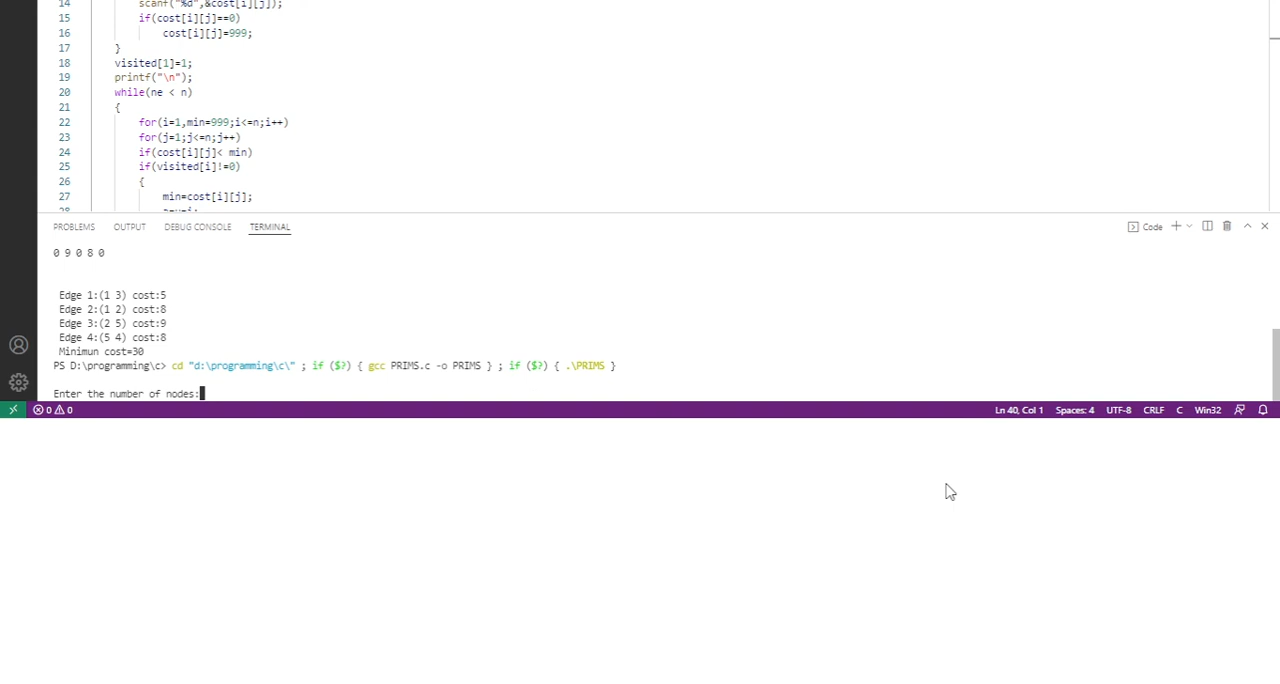 14 scanf("%d",&cost[i][j]);
15 if(cost[i][j]==0)
16 cost[i][j]=999;
17 }
18 visited[1]=1;
19 printf("\n");
20 while(ne < n)
21 {
22 for(i=1,min=999;i<=n;i++)
23 for(j=1;j<=n;j++)
24 if(cost[i][j]< min)
25 if(visited[i]!=0)
26 {
27 min=cost[i][j];
28 a=u=i;
PROBLEMS OUTPUT DEBUG CONSOLE TERMINAL Code
0 9 0 8 0
Edge 1:(1 3) cost:5
Edge 2:(1 2) cost:8
Edge 3:(2 5) cost:9
Edge 4:(5 4) cost:8
Minimun cost=30
PS D:\programming\c> cd "d:\programming\c\" ; if ($?) { gcc PRIMS.c -o PRIMS } ; if ($?) { .\PRIMS }
Enter the number of nodes:
0 0 Ln 40, Col 1 Spaces: 4 UTF-8 CRLF C Win32